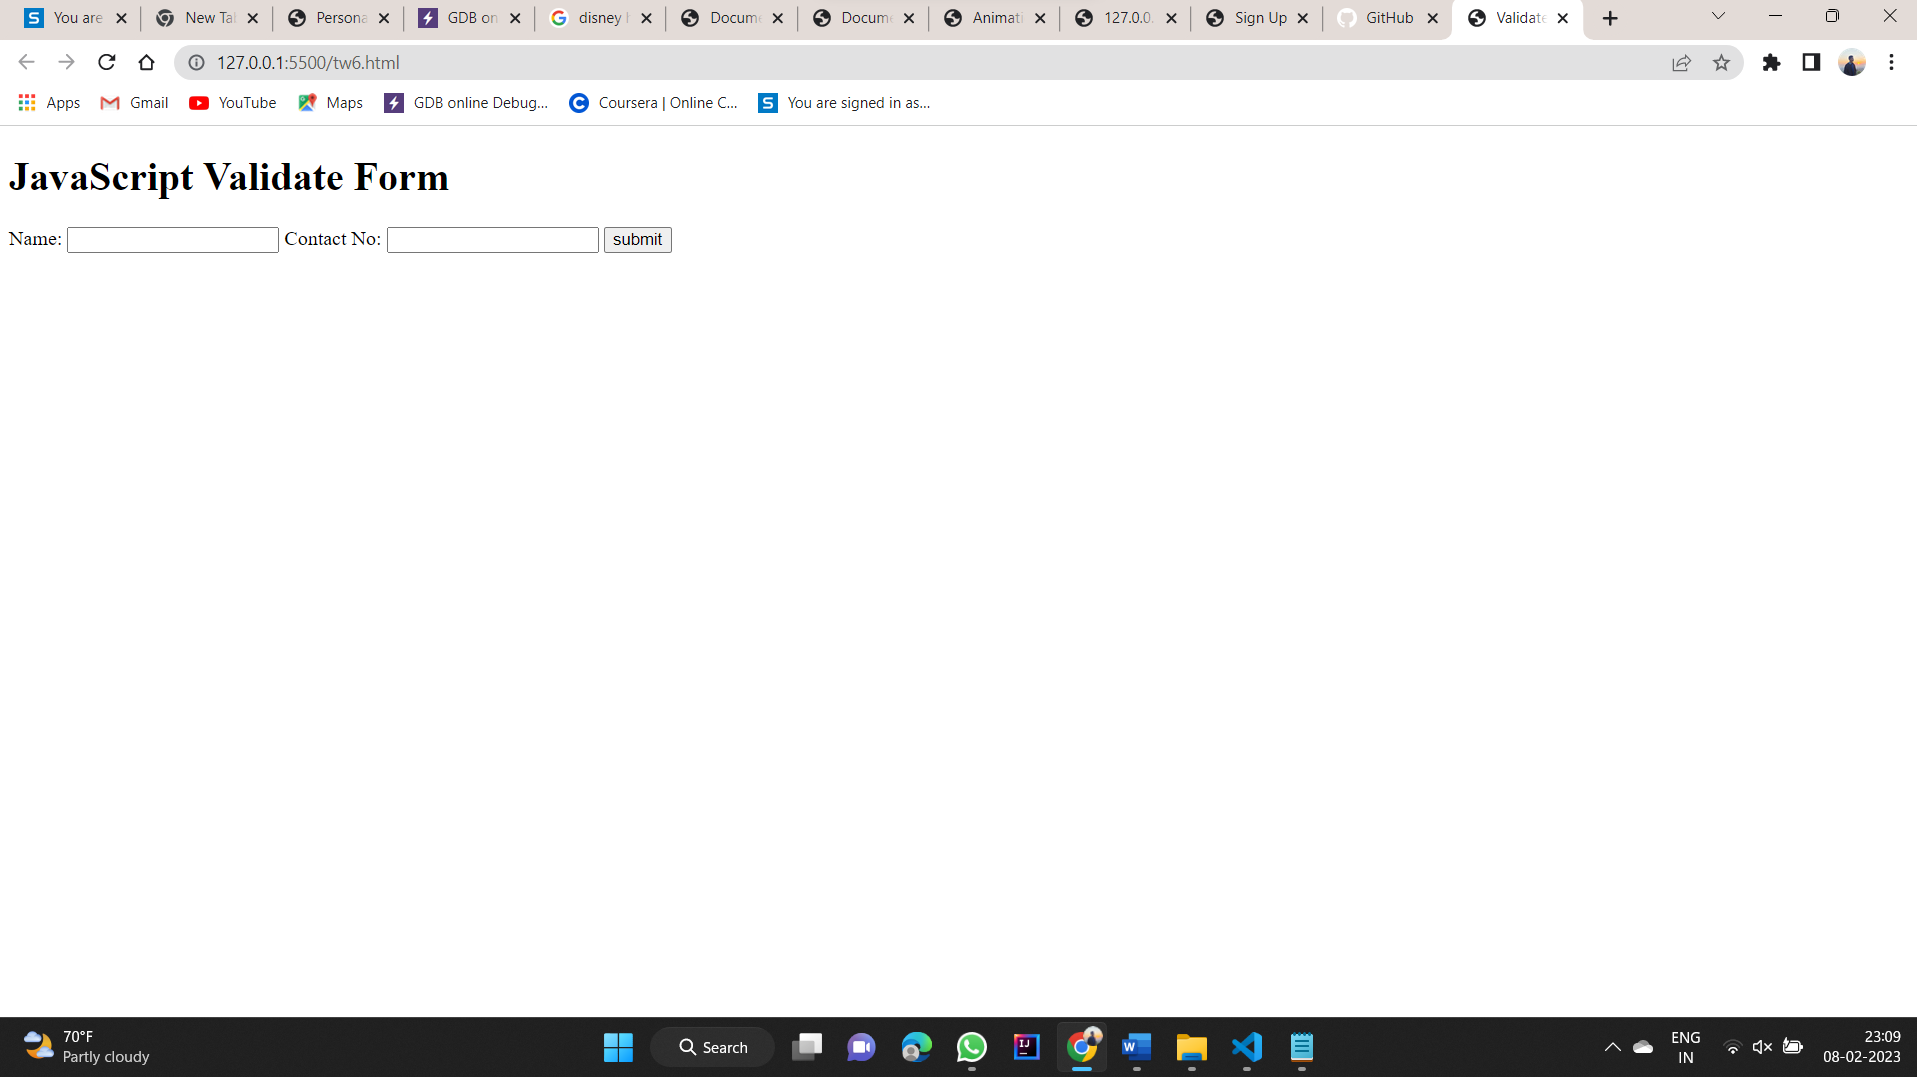 You are
New Tal
Persona
GDB on
disney
Docume
Docume
Animati
127.0.0.
Sign Up
GitHub
Validate
127.0.0.1:5500/tw6.html
Apps
Gmail
YouTube
Maps
GDB online Debug...
Coursera | Online C...
You are signed in as...
JavaScript Validate Form
Name:
Contact No:
submit
70°F
Partly cloudy
Search
ENG
IN
23:09
08-02-2023